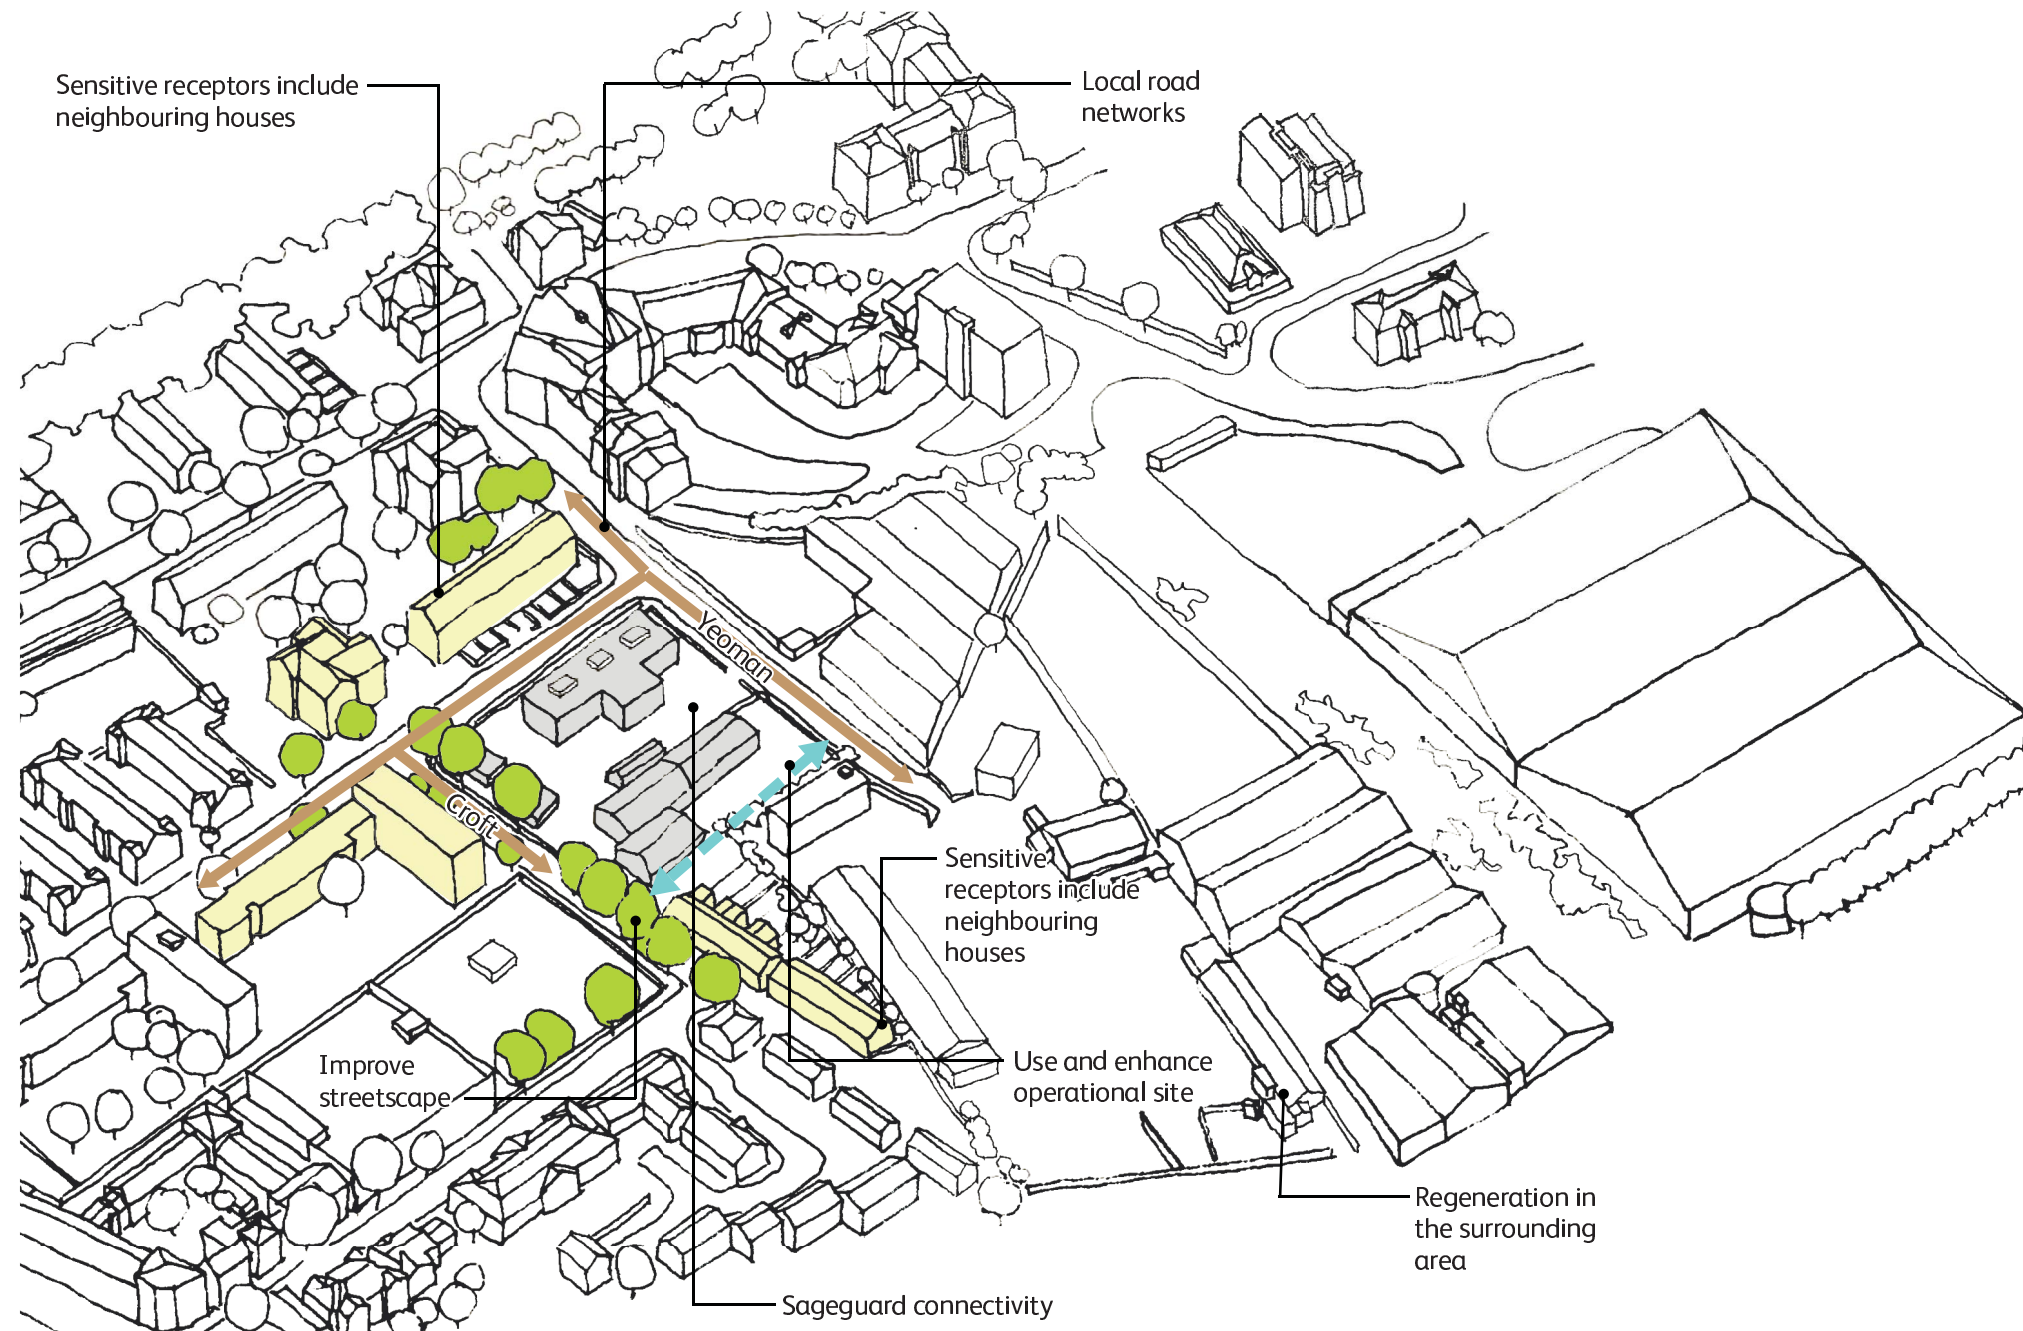 Sensitive receptors include
neighbouring houses
Local road
networks
Yeoman
Croft
Sensitive
receptors include
neighbouring
houses
Improve
streetscape
Use and enhance
operational site
Regeneration in
the surrounding
area
Sageguard connectivity